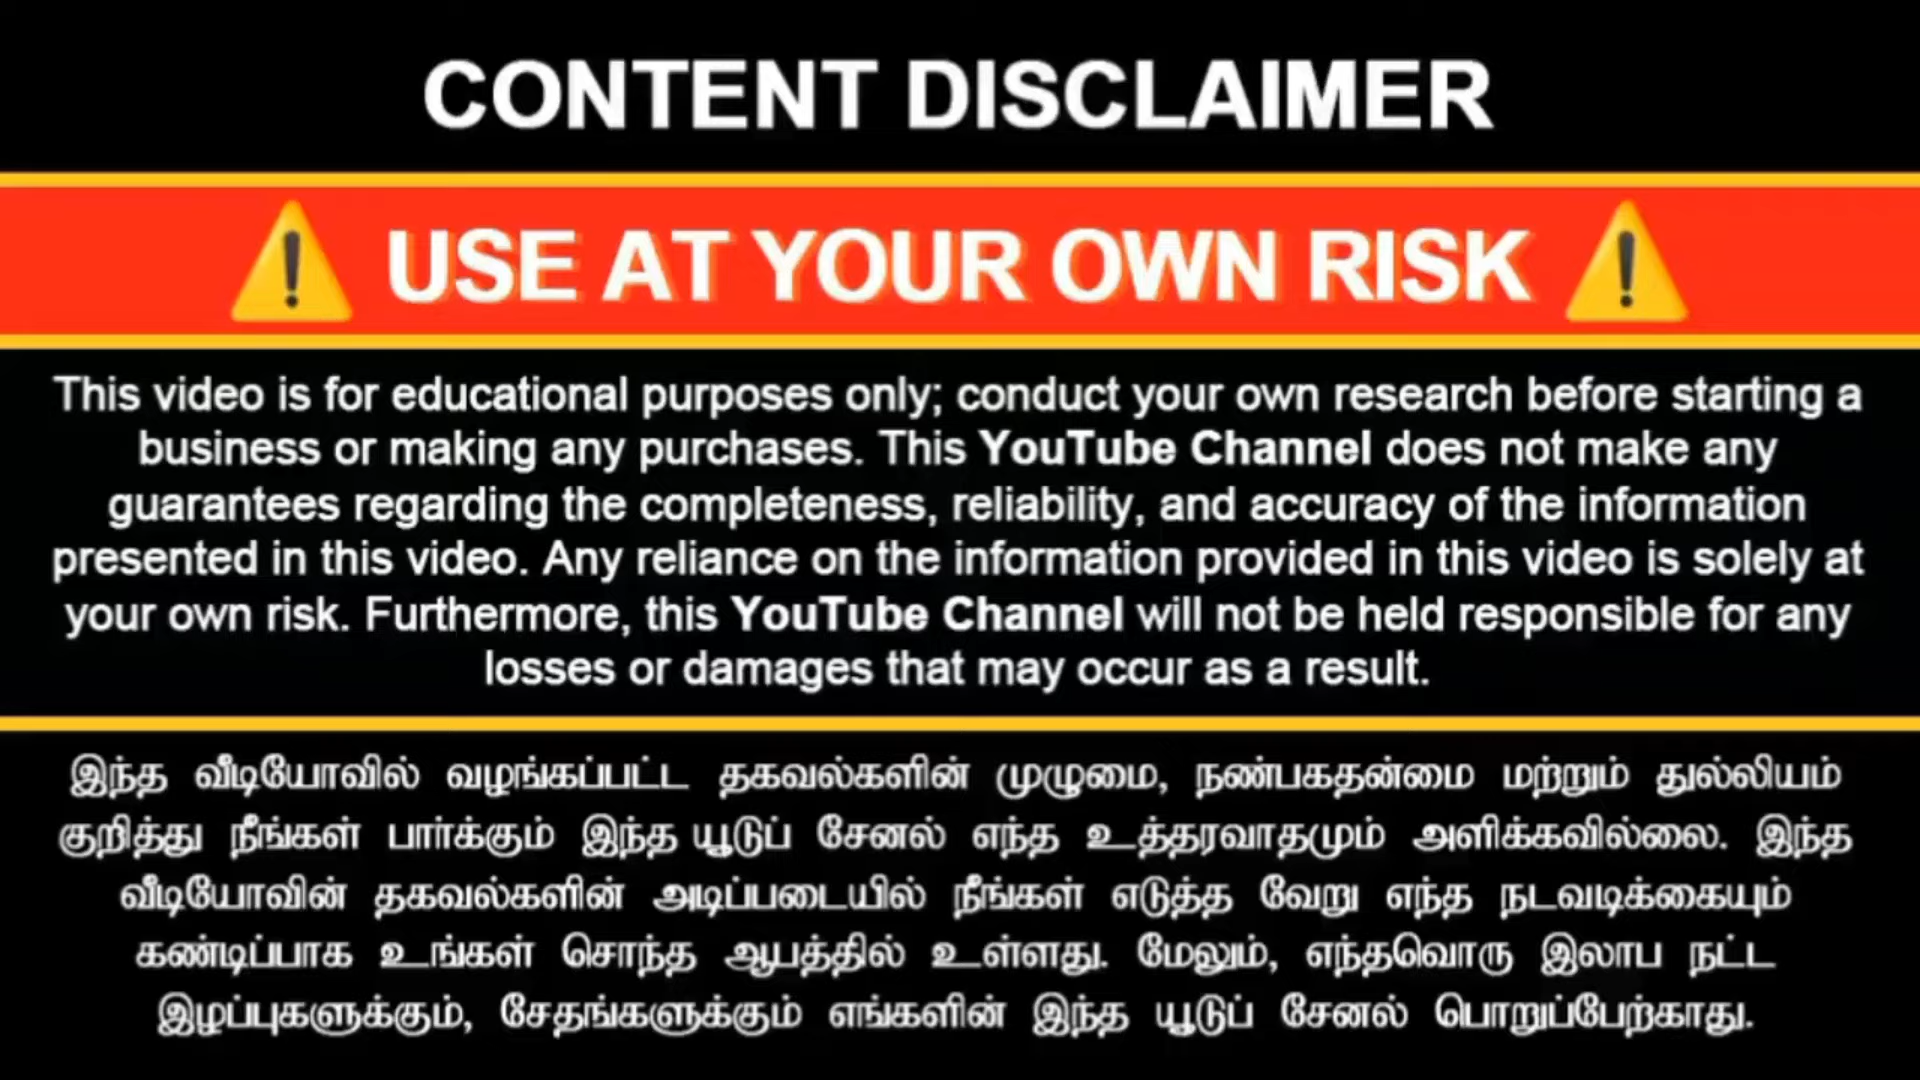 CONTENT DISCLAIMER
⚠️ USE AT YOUR OWN RISK ⚠️
This video is for educational purposes only; conduct your own research before starting a
business or making any purchases. This YouTube Channel does not make any
guarantees regarding the completeness, reliability, and accuracy of the information
presented in this video. Any reliance on the information provided in this video is solely at
your own risk. Furthermore, this YouTube Channel will not be held responsible for any
losses or damages that may occur as a result.
இந்த வீடியோவில் வழங்கப்பட்ட தகவல்களின் முழுமை, நண்பகதன்மை மற்றும் துல்லியம்
குறித்து நீங்கள் பார்க்கும் இந்த யூடுப் சேனல் எந்த உத்தரவாதமும் அளிக்கவில்லை. இந்த
வீடியோவின் தகவல்களின் அடிப்படையில் நீங்கள் எடுத்த வேறு எந்த நடவடிக்கையும்
கண்டிப்பாக உங்கள் சொந்த ஆபத்தில் உள்ளது. மேலும், எந்தவொரு இலாப நட்ட
இழப்புகளுக்கும், சேதங்களுக்கும் எங்களின் இந்த யூடுப் சேனல் பொறுப்பேற்காது.